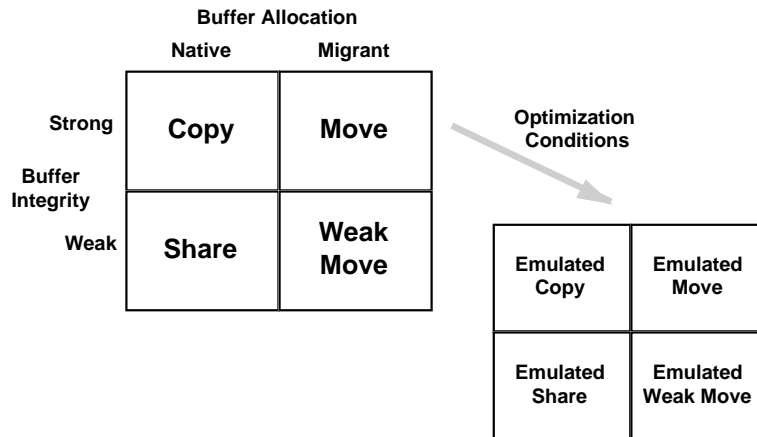 Buffer Allocation
Native Migrant
Strong Copy Move
Optimization
Conditions
Buffer
Integrity
Weak Share Weak
Move
Emulated Emulated
Copy Move
Emulated Emulated
Share Weak Move